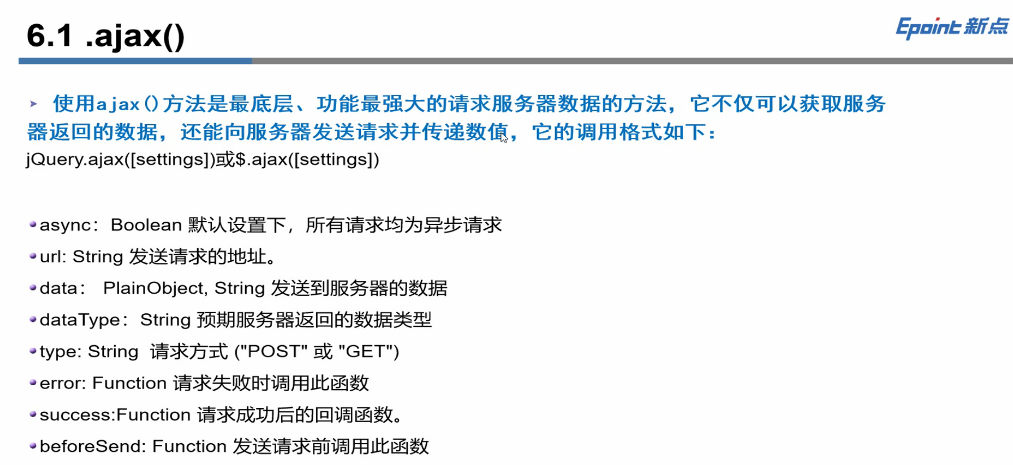 6.1 .ajax()
Epoint 新点
使用ajax()方法是最底层、功能最强大的请求服务器数据的方法，它不仅可以获取服务
器返回的数据，还能向服务器发送请求并传递数值，它的调用格式如下：
jQuery.ajax([settings])或$.ajax([settings])
async：Boolean 默认设置下，所有请求均为异步请求
url: String 发送请求的地址。
data： PlainObject, String 发送到服务器的数据
dataType：String 预期服务器返回的数据类型
type: String 请求方式 ("POST" 或 "GET")
error: Function 请求失败时调用此函数
success:Function 请求成功后的回调函数。
beforeSend: Function 发送请求前调用此函数